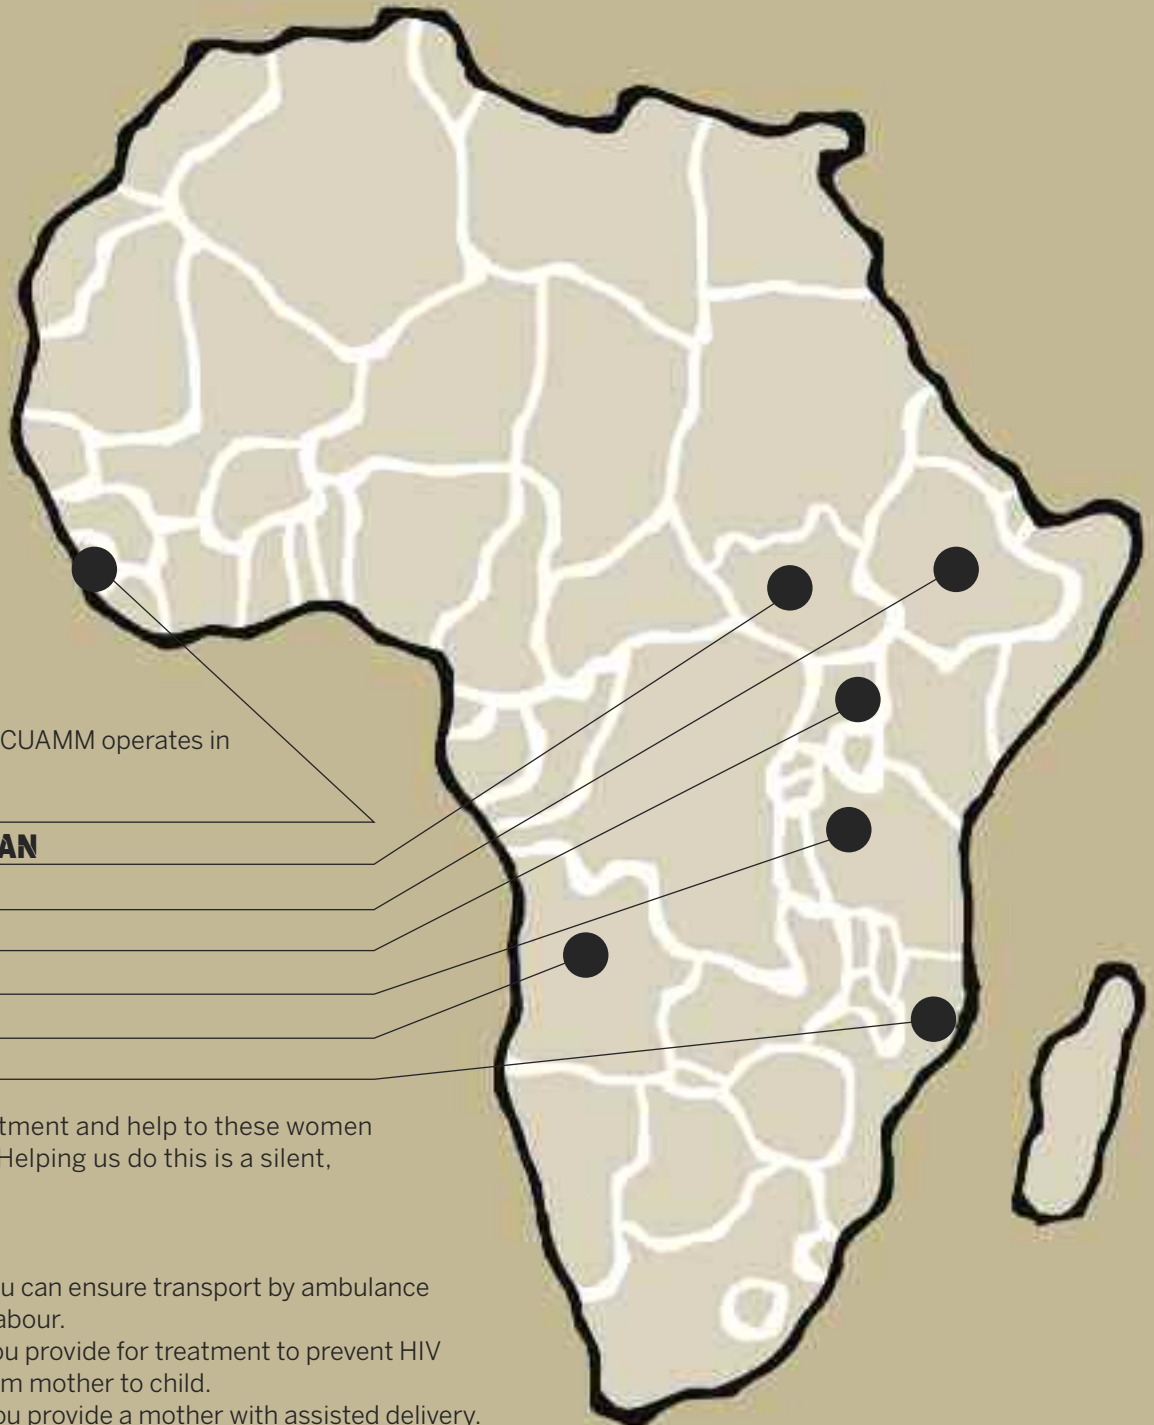 CUAMM operates in
AN
tment and help to these women
Helping us do this is a silent,
u can ensure transport by ambulance
abour.
ou provide for treatment to prevent HIV
m mother to child.
ou provide a mother with assisted delivery.